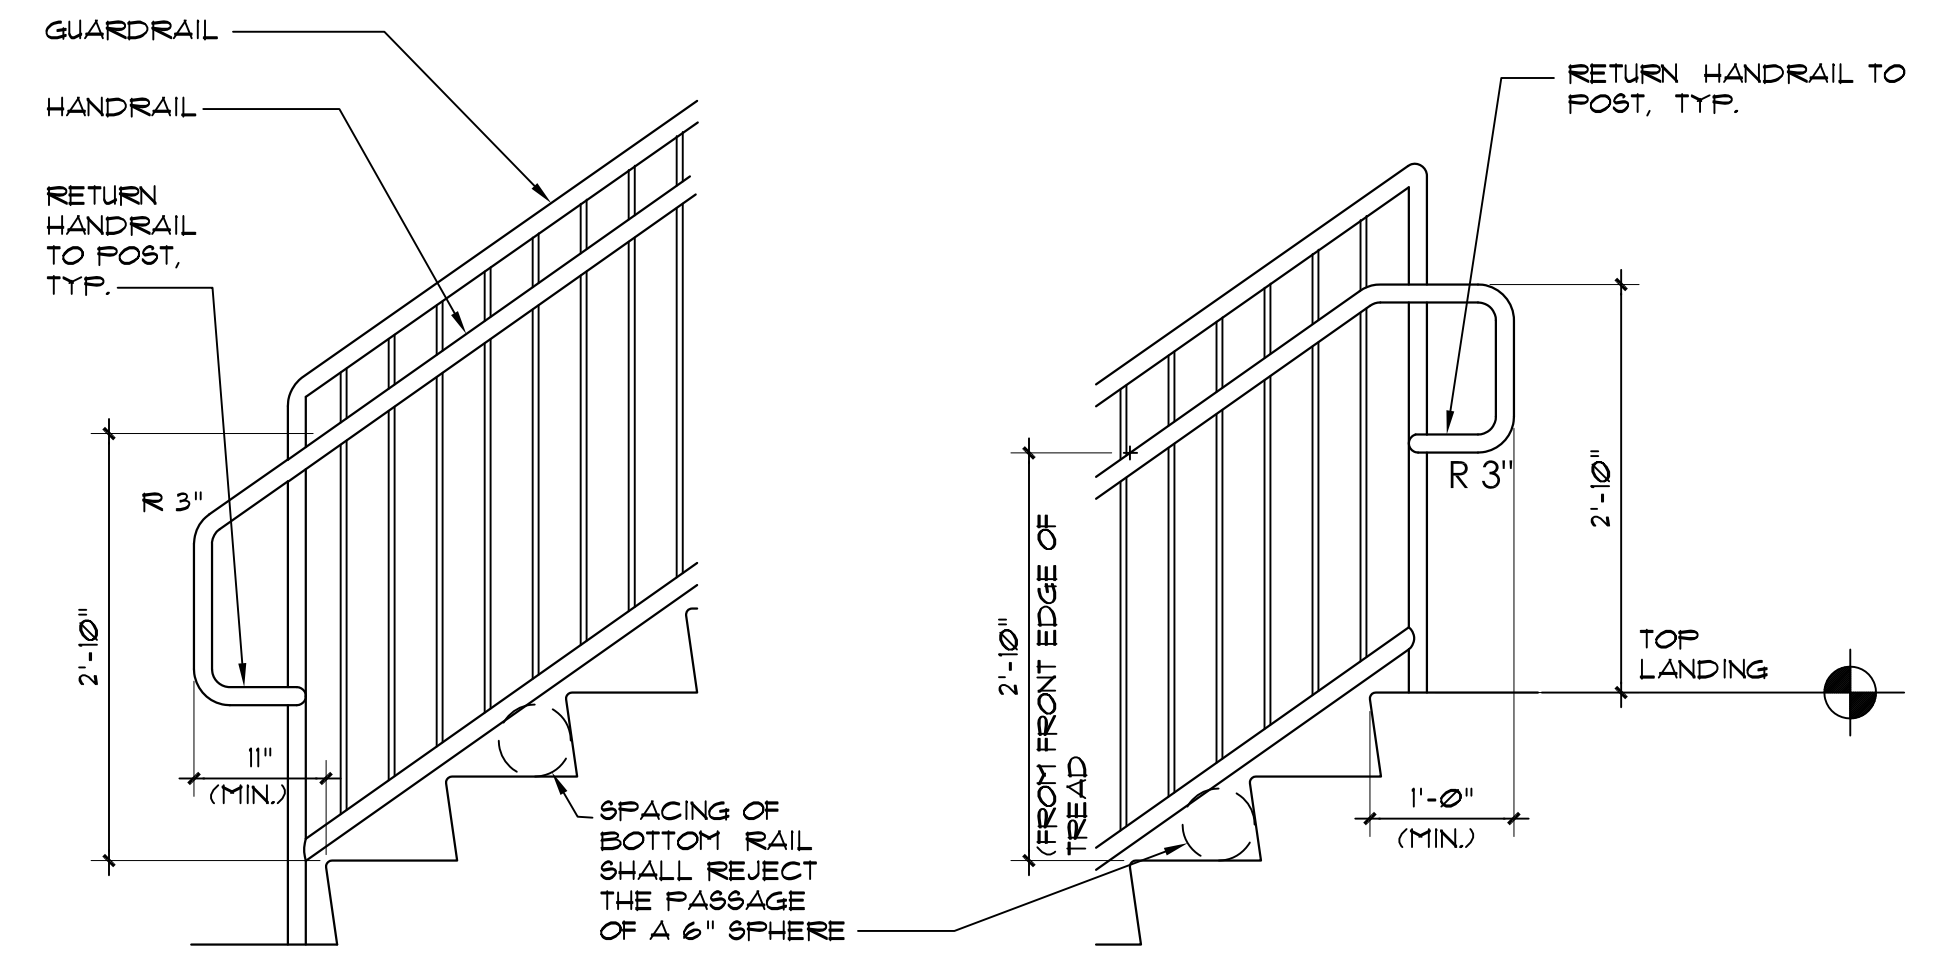 GUARDRAIL
HANDRAIL
RETURN
HANDRAIL
TO POST,
TYP.
R 3"
2'-10"
11"
(MIN.)
SPACING OF
BOTTOM RAIL
SHALL REJECT
THE PASSAGE
OF A 6" SPHERE
RETURN HANDRAIL TO
POST, TYP.
R 3"
2'-10"
2'-10"
(FROM FRONT EDGE OF
TREAD
TOP
LANDING
1'-0"
(MIN.)